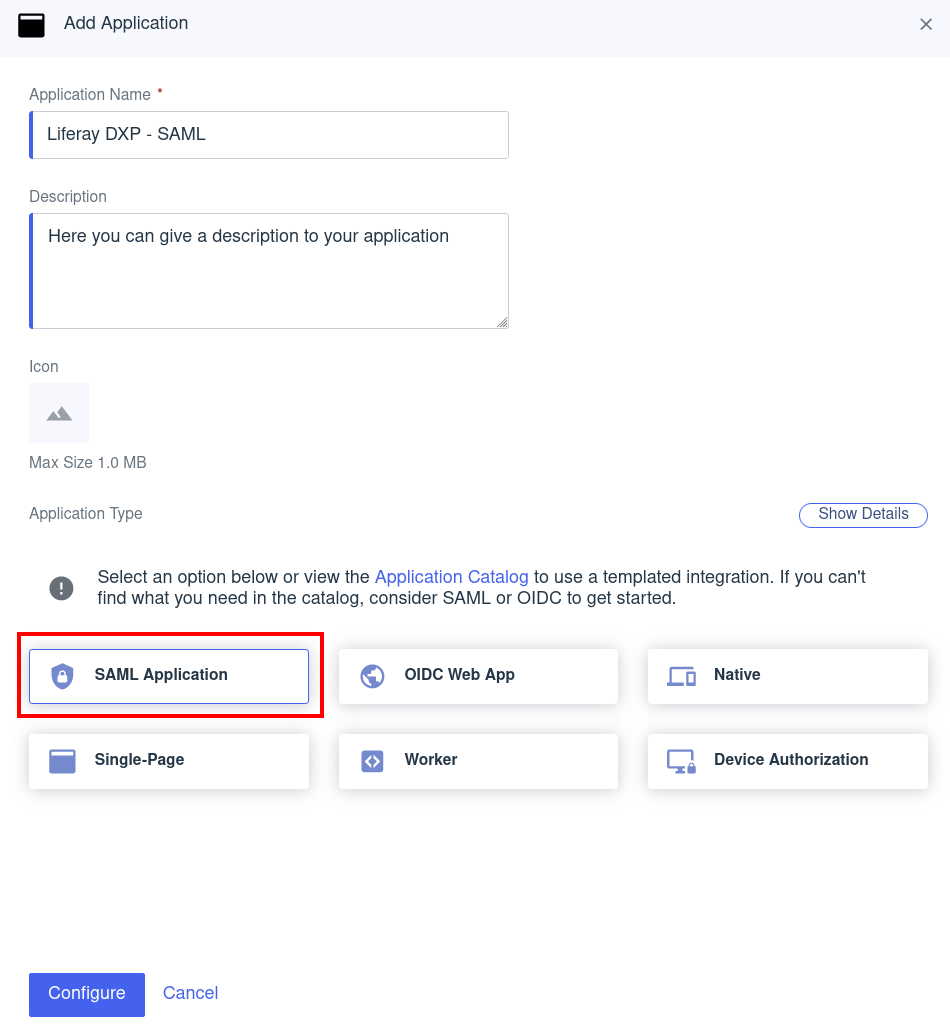 Add Application
Application Name *
Liferay DXP - SAML
Description
Here you can give a description to your application
Icon
Max Size 1.0 MB
Application Type
Show Details
Select an option below or view the Application Catalog to use a templated integration. If you can't
find what you need in the catalog, consider SAML or OIDC to get started.
SAML Application
OIDC Web App
Native
Single-Page
Worker
Device Authorization
Configure
Cancel